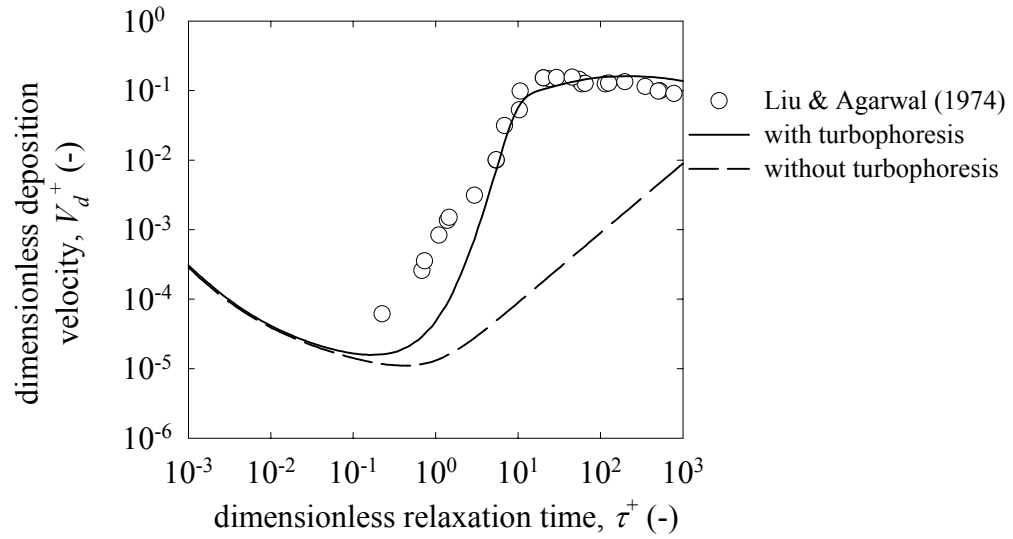 10^0
10^-1
10^-2
10^-3
10^-4
10^-5
10^-6
dimensionless deposition
velocity, V_d^+ (-)
10^-3 10^-2 10^-1 10^0 10^1 10^2 10^3
dimensionless relaxation time, τ^+ (-)
Liu & Agarwal (1974)
with turbophoresis
without turbophoresis